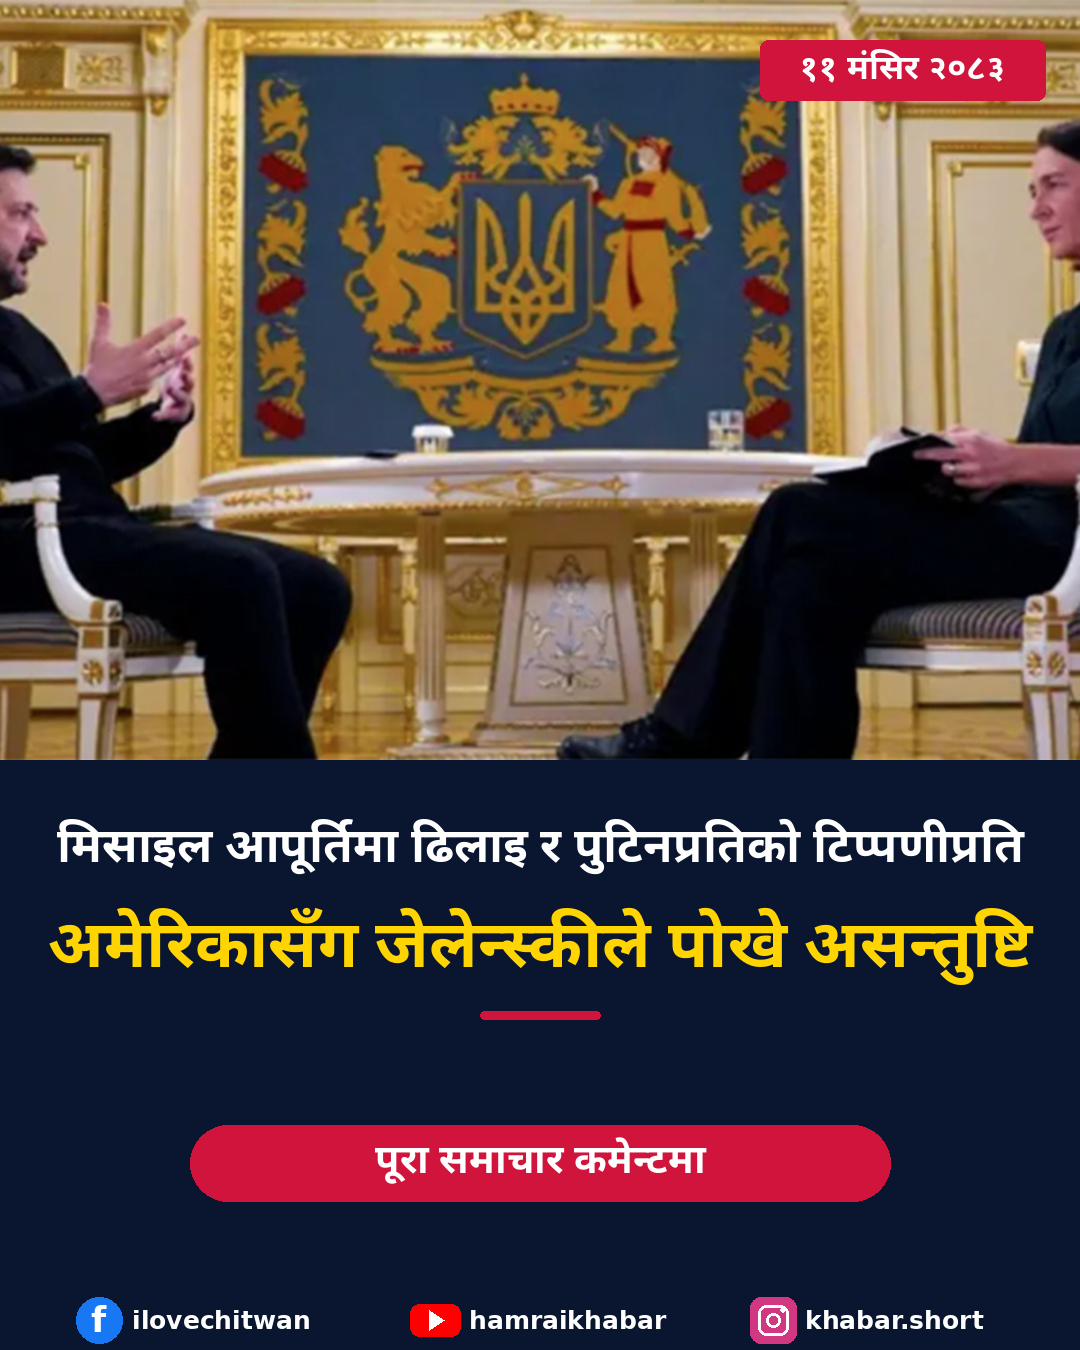 ११ मंसिर २०८३
मिसाइल आपूर्तिमा ढिलाइ र पुटिनप्रतिको टिप्पणीप्रति
अमेरिकासँग जेलेन्स्कीले पोखे असन्तुष्टि
पूरा समाचार कमेन्टमा
ilovechitwan
hamraikhabar
khabar.short